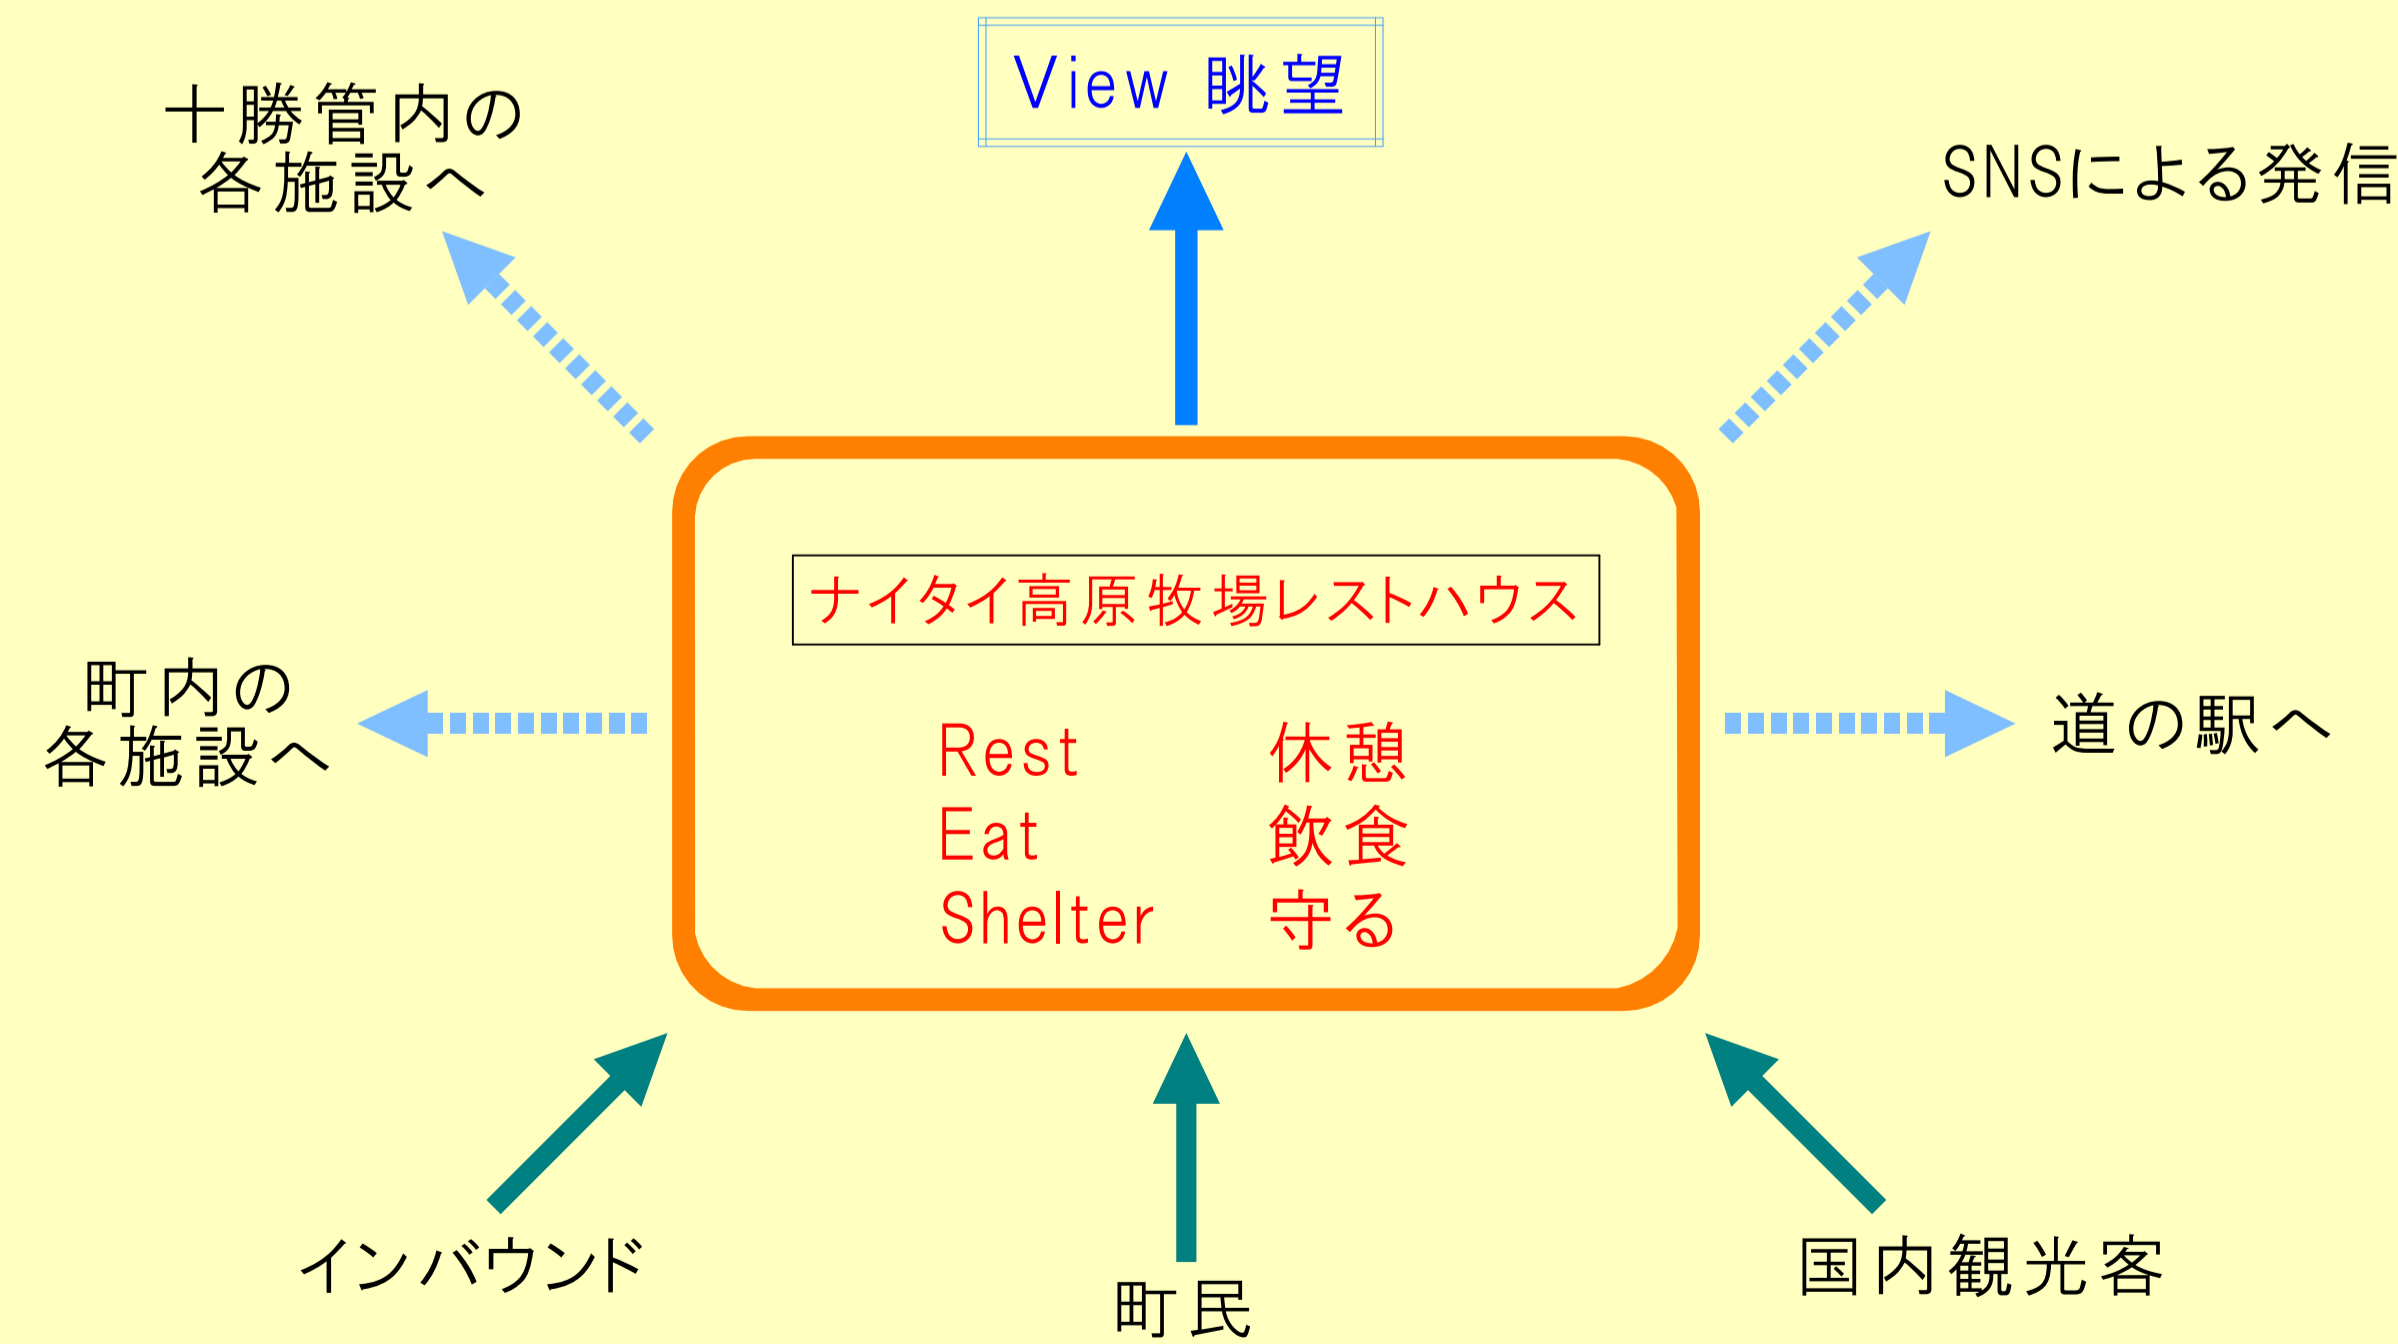 View 眺望
十勝管内の
各施設へ
SNSによる発信
ナイタイ高原牧場レストハウス
町内の
各施設へ
Rest 休憩
Eat 飲食
Shelter 守る
道の駅へ
インバウンド
町民
国内観光客